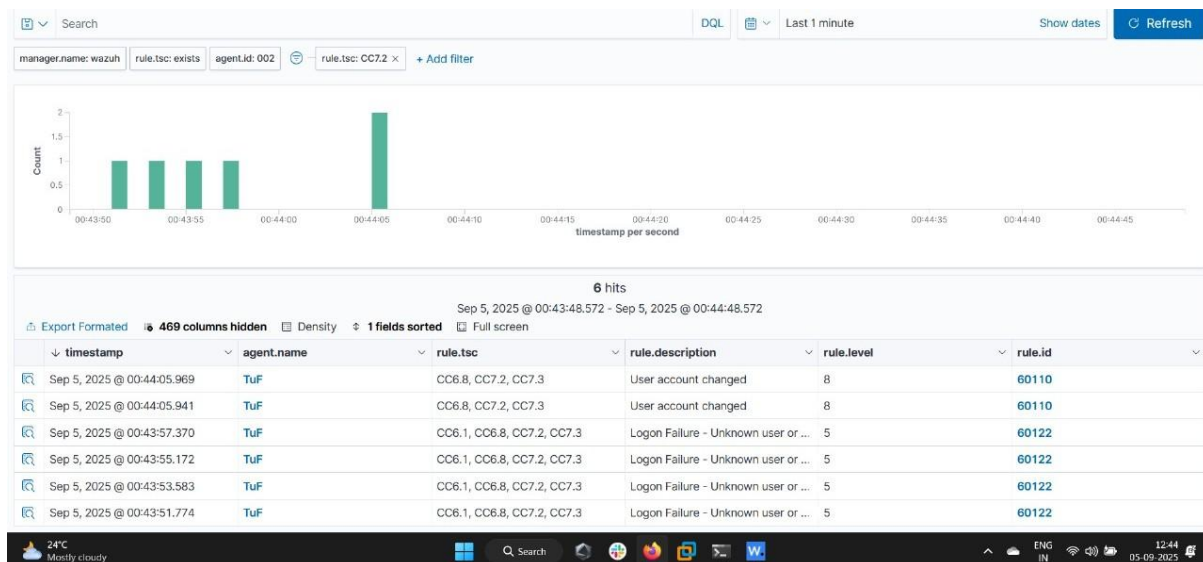 Search DQL Last 1 minute Show dates Refresh
manager.name: wazuh rule.tsc: exists agent.id: 002 rule.tsc: CC7.2 × + Add filter
2
1.5
1
0.5
0
Count
00:43:50 00:43:55 00:44:00 00:44:05 00:44:10 00:44:15 00:44:20 00:44:25 00:44:30 00:44:35 00:44:40 00:44:45
timestamp per second
6 hits
Sep 5, 2025 @ 00:43:48.572 - Sep 5, 2025 @ 00:44:48.572
Export Formated 469 columns hidden Density 1 fields sorted Full screen
↓ timestamp agent.name rule.tsc rule.description rule.level rule.id
Sep 5, 2025 @ 00:44:05.969 TuF CC6.8, CC7.2, CC7.3 User account changed 8 60110
Sep 5, 2025 @ 00:44:05.941 TuF CC6.8, CC7.2, CC7.3 User account changed 8 60110
Sep 5, 2025 @ 00:43:57.370 TuF CC6.1, CC6.8, CC7.2, CC7.3 Logon Failure - Unknown user or ... 5 60122
Sep 5, 2025 @ 00:43:55.172 TuF CC6.1, CC6.8, CC7.2, CC7.3 Logon Failure - Unknown user or ... 5 60122
Sep 5, 2025 @ 00:43:53.583 TuF CC6.1, CC6.8, CC7.2, CC7.3 Logon Failure - Unknown user or ... 5 60122
Sep 5, 2025 @ 00:43:51.774 TuF CC6.1, CC6.8, CC7.2, CC7.3 Logon Failure - Unknown user or ... 5 60122
24°C Search W ENG 12:44
Mostly cloudy IN 05-09-2025